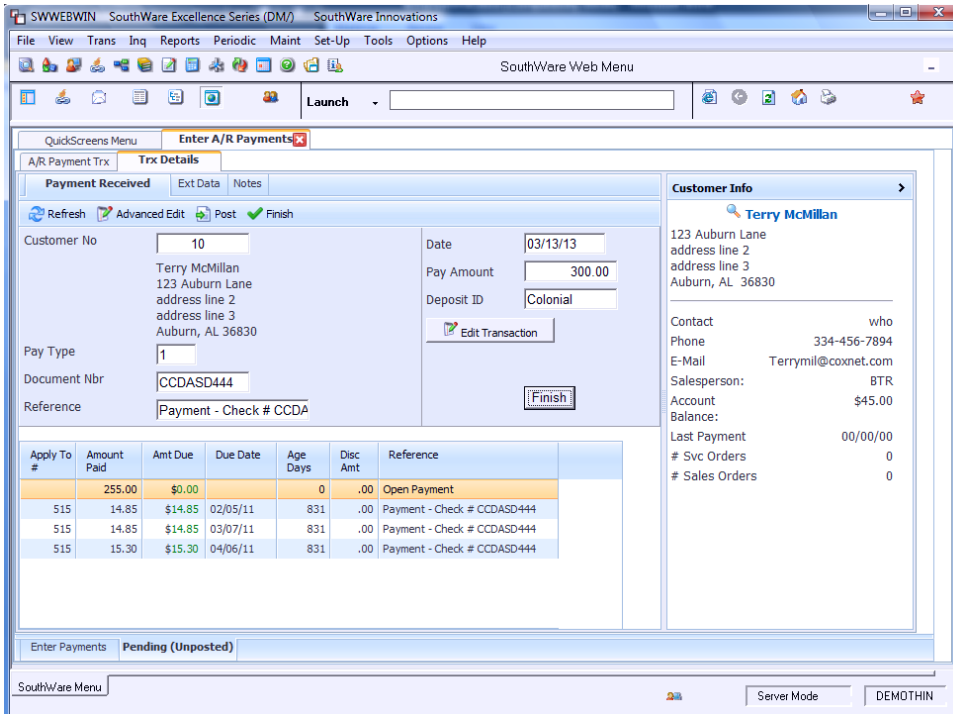 SWWEBWIN   SouthWare Excellence Series (DM/)   SouthWare Innovations
File View Trans Inq Reports Periodic Maint Set-Up Tools Options Help
SouthWare Web Menu
Launch
QuickScreens Menu Enter A/R Payments
A/R Payment Trx Trx Details
Payment Received Ext Data Notes
Refresh Advanced Edit Post Finish
Customer No 10
Terry McMillan
123 Auburn Lane
address line 2
address line 3
Auburn, AL 36830
Pay Type 1
Document Nbr CCDASD444
Reference Payment - Check # CCDA
Date 03/13/13
Pay Amount 300.00
Deposit ID Colonial
Edit Transaction
Finish
Apply To # Amount Paid Amt Due Due Date Age Days Disc Amt Reference
255.00 $0.00 0 .00 Open Payment
515 14.85 $14.85 02/05/11 831 .00 Payment - Check # CCDASD444
515 14.85 $14.85 03/07/11 831 .00 Payment - Check # CCDASD444
515 15.30 $15.30 04/06/11 831 .00 Payment - Check # CCDASD444
Customer Info
Terry McMillan
123 Auburn Lane
address line 2
address line 3
Auburn, AL  36830
Contact who
Phone 334-456-7894
E-Mail Terrymil@coxnet.com
Salesperson: BTR
Account Balance: $45.00
Last Payment 00/00/00
# Svc Orders 0
# Sales Orders 0
Enter Payments Pending (Unposted)
SouthWare Menu
Server Mode DEMOTHIN